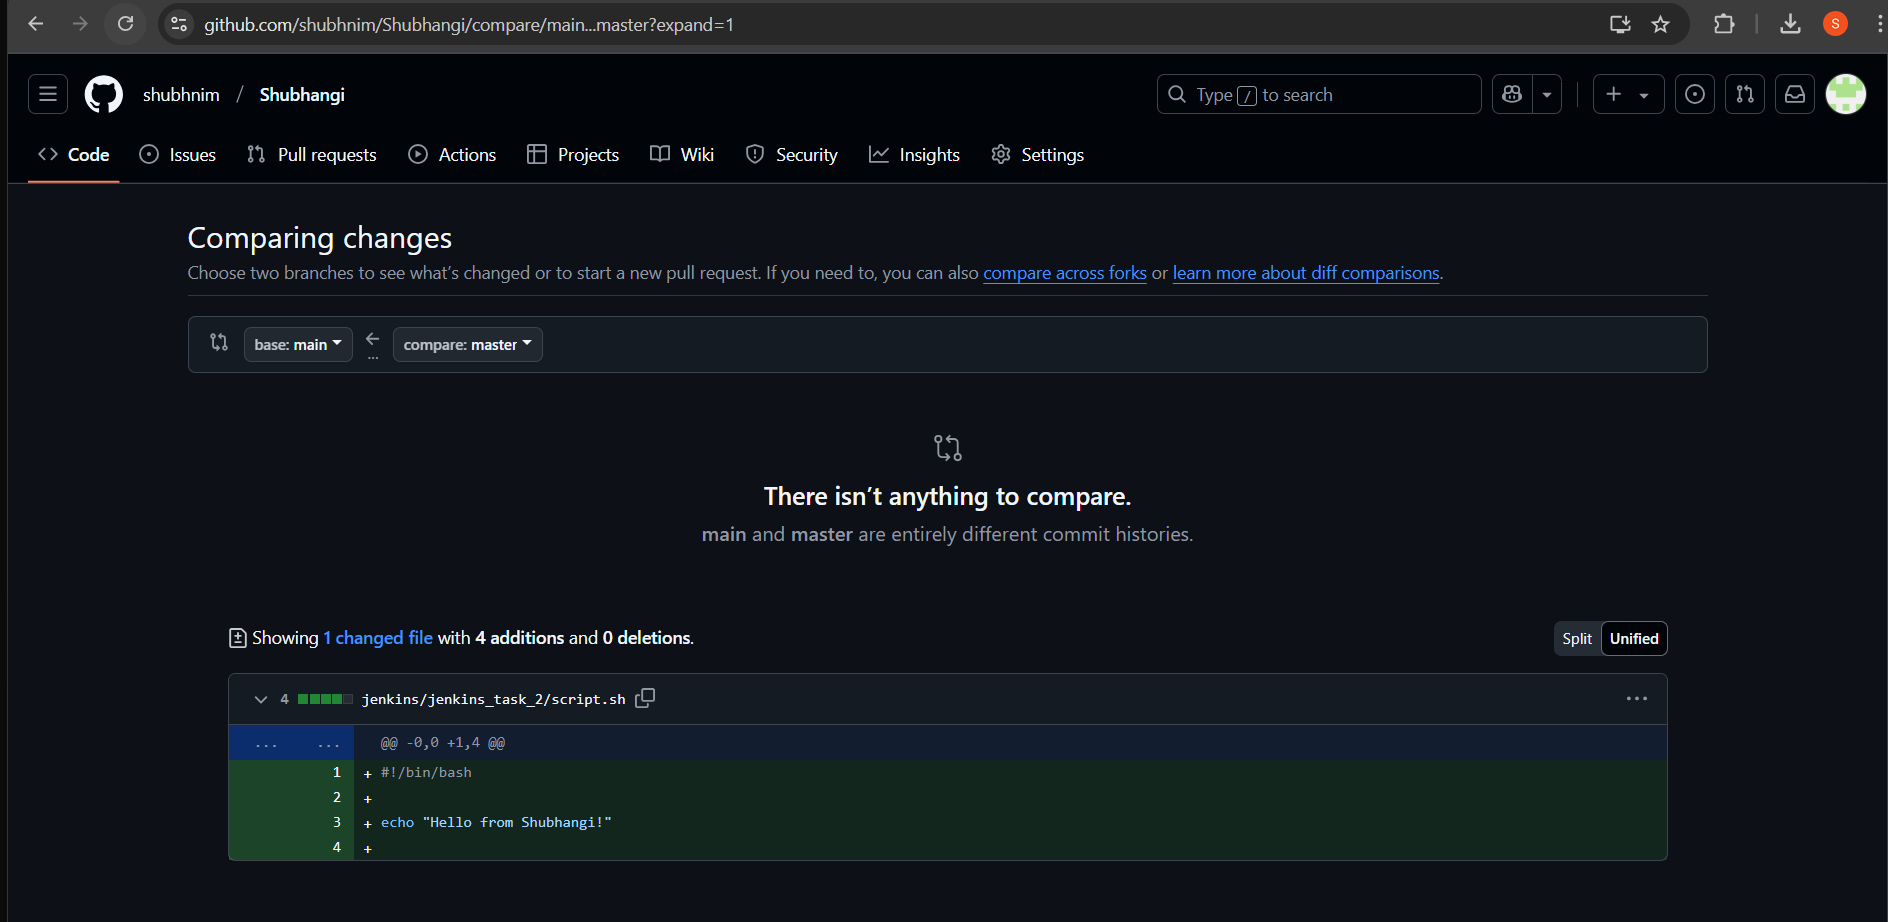 github.com/shubhnim/Shubhangi/compare/main...master?expand=1
S
shubhnim / Shubhangi
Type / to search
Code Issues Pull requests Actions Projects Wiki Security Insights Settings
Comparing changes
Choose two branches to see what's changed or to start a new pull request. If you need to, you can also compare across forks or learn more about diff comparisons.
base: main ... compare: master
There isn't anything to compare.
main and master are entirely different commit histories.
Showing 1 changed file with 4 additions and 0 deletions.
Split Unified
4 jenkins/jenkins_task_2/script.sh
... ... @@ -0,0 +1,4 @@
1 + #!/bin/bash
2 +
3 + echo "Hello from Shubhangi!"
4 +